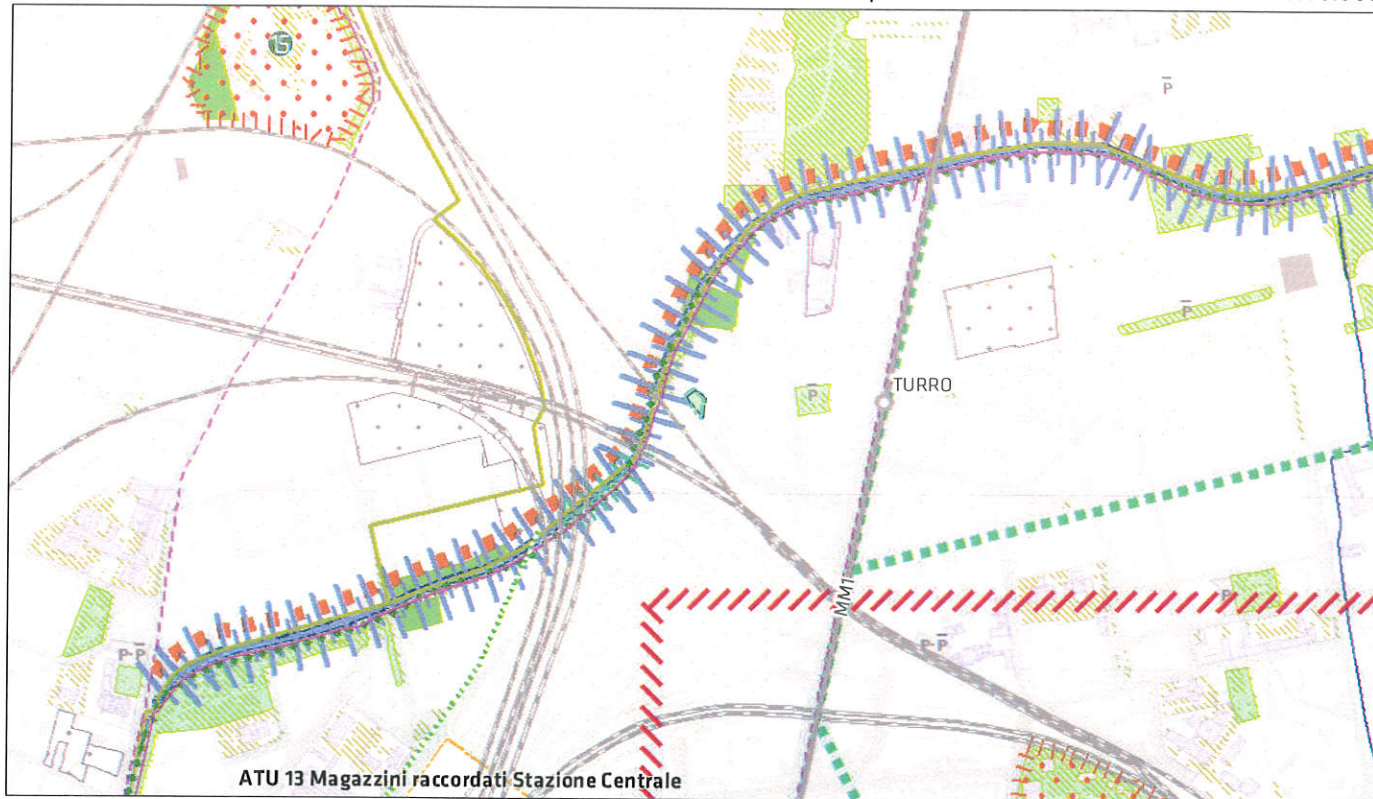 15
P
P
TURRO
P
MM1
P
P-P
P-P
ATU 13 Magazzini raccordati Stazione Centrale